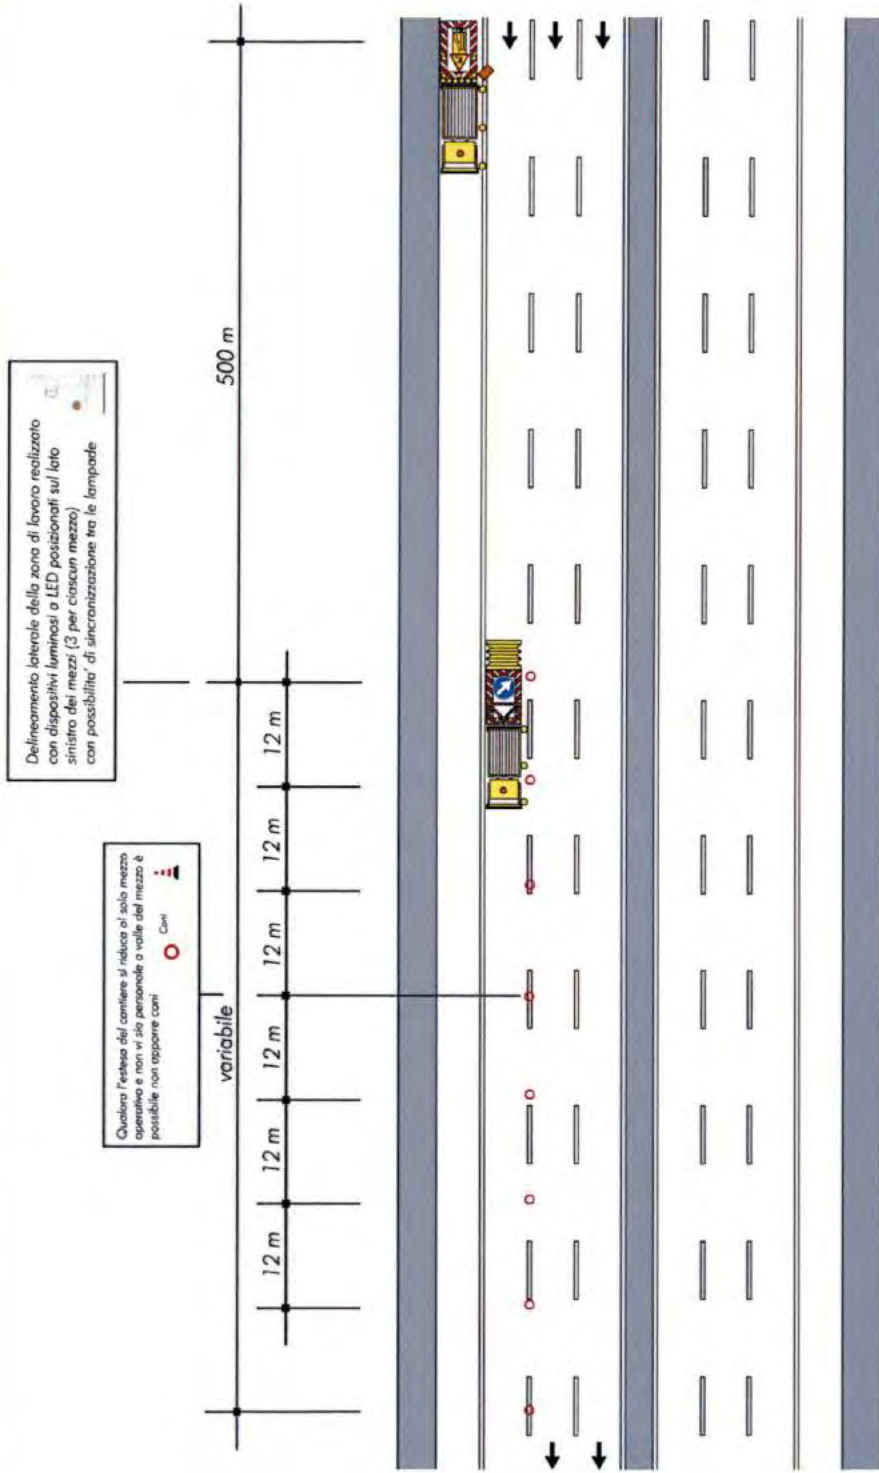 Delineamento laterale della zona di lavoro realizzato
con dispositivi luminosi a LED posizionati sul lato
sinistro dei mezzi (3 per ciascun mezzo)
con possibilita' di sincronizzazione tra le lampade
Qualora l'estesa del cantiere si riduca al solo mezzo
operativo e non vi sia personale a valle del mezzo è
possibile non apporre coni
Coni
variabile
500 m
12 m
12 m
12 m
12 m
12 m
12 m